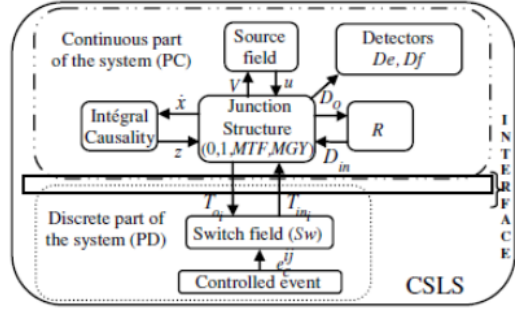 Continuous part
of the system (PC)
Source
field
Detectors
De, Df
V
u
Intégral
Causality
ẋ
z
Junction
Structure
(0,1,MTF,MGY)
D_o
D_in
R
INTERFACE
T_oi
T_ini
Discrete part of
the system (PD)
Switch field (Sw)
e_c^ij
Controlled event
CSLS